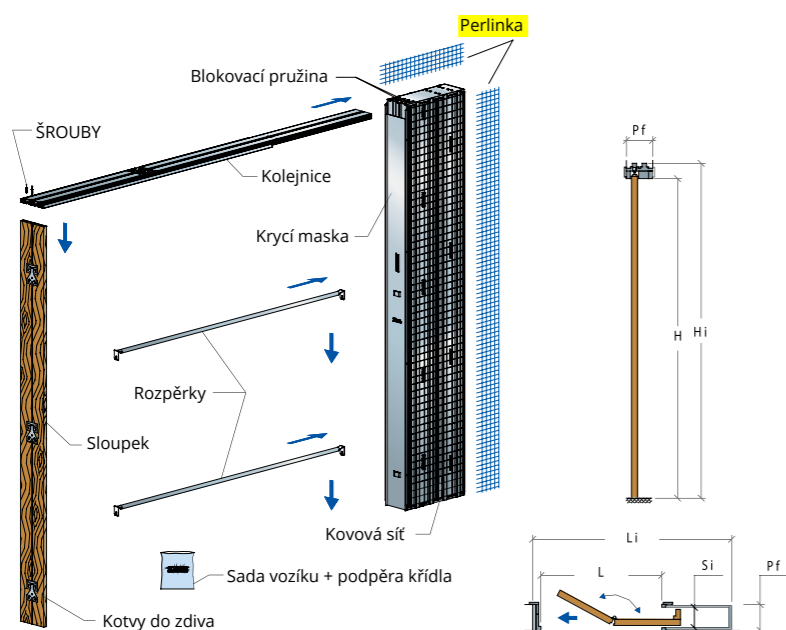 Perlinka
Blokovací pružina
ŠROUBY
Kolejnice
Krycí maska
Rozpěrky
Sloupek
Kovová síť
Sada vozíku + podpěra křídla
Kotvy do zdiva
Pf
H
Hi
Li
L
Si
Pf